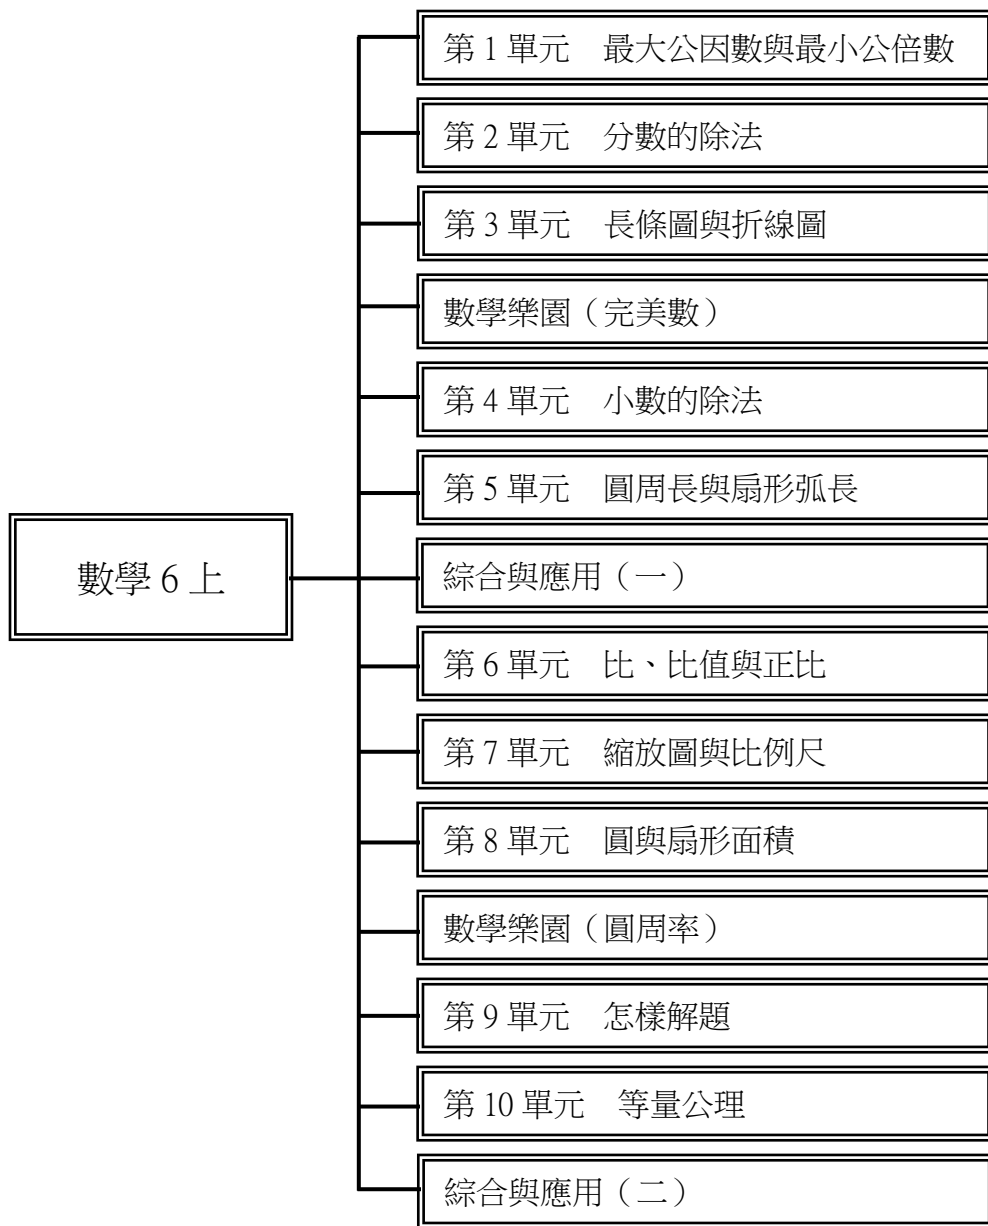 第 1 單元　最大公因數與最小公倍數
第 2 單元　分數的除法
第 3 單元　長條圖與折線圖
數學樂園（完美數）
第 4 單元　小數的除法
第 5 單元　圓周長與扇形弧長
數學 6 上
綜合與應用（一）
第 6 單元　比、比值與正比
第 7 單元　縮放圖與比例尺
第 8 單元　圓與扇形面積
數學樂園（圓周率）
第 9 單元　怎樣解題
第 10 單元　等量公理
綜合與應用（二）